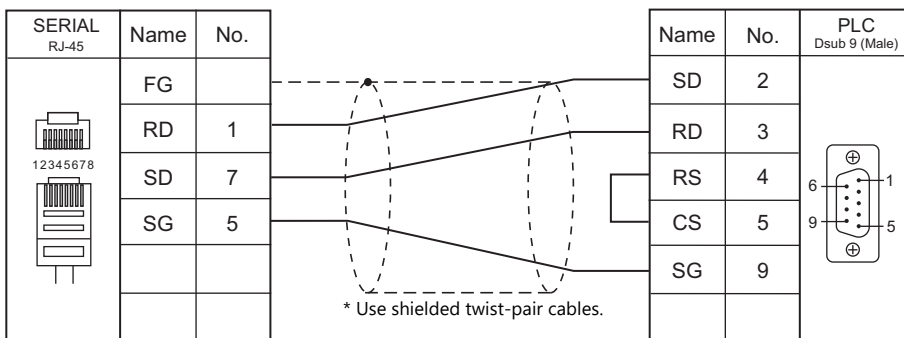 SERIAL
RJ-45
Name No.
FG
RD 1
SD 7
SG 5
12345678
* Use shielded twist-pair cables.
Name No.
SD 2
RD 3
RS 4
CS 5
SG 9
PLC
Dsub 9 (Male)
6 1
9 5